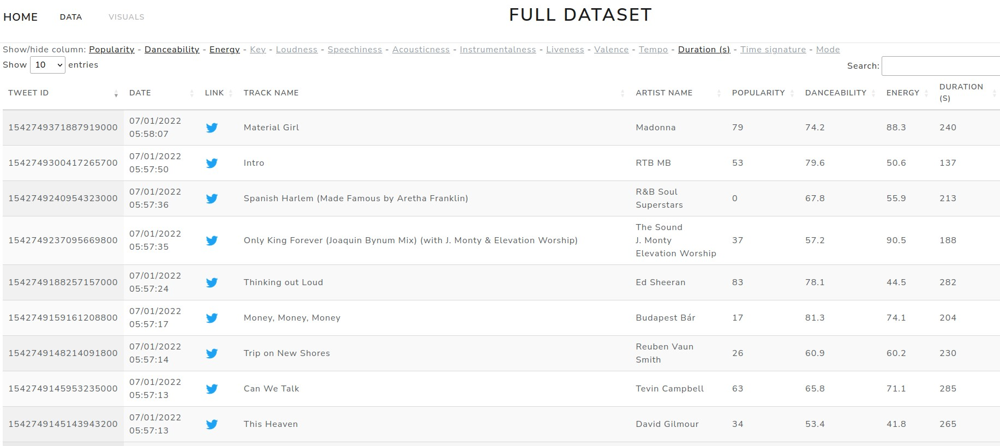 HOME DATA VISUALS FULL DATASET
Show/hide column: Popularity - Danceability - Energy - Key - Loudness - Speechiness - Acousticness - Instrumentalness - Liveness - Valence - Tempo - Duration (s) - Time signature - Mode
Show 10 entries Search:
TWEET ID DATE LINK TRACK NAME ARTIST NAME POPULARITY DANCEABILITY ENERGY DURATION
(S)
1542749371887919000 07/01/2022 Material Girl Madonna 79 74.2 88.3 240
05:58:07
1542749300417265700 07/01/2022 Intro RTB MB 53 79.6 50.6 137
05:57:50
1542749240954323000 07/01/2022 Spanish Harlem (Made Famous by Aretha Franklin) R&B Soul 0 67.8 55.9 213
05:57:36 Superstars
The Sound
1542749237095669800 07/01/2022 Only King Forever (Joaquin Bynum Mix) (with J. Monty & Elevation Worship) J. Monty 37 57.2 90.5 188
05:57:35 Elevation Worship
1542749188257157000 07/01/2022 Thinking out Loud Ed Sheeran 83 78.1 44.5 282
05:57:24
1542749159161208800 07/01/2022 Money, Money, Money Budapest Bár 17 81.3 74.1 204
05:57:17
1542749148214091800 07/01/2022 Trip on New Shores Reuben Vaun 26 60.9 60.2 230
05:57:14 Smith
1542749145953235000 07/01/2022 Can We Talk Tevin Campbell 63 65.8 71.1 285
05:57:13
1542749145143943200 07/01/2022 This Heaven David Gilmour 34 53.4 41.8 265
05:57:13